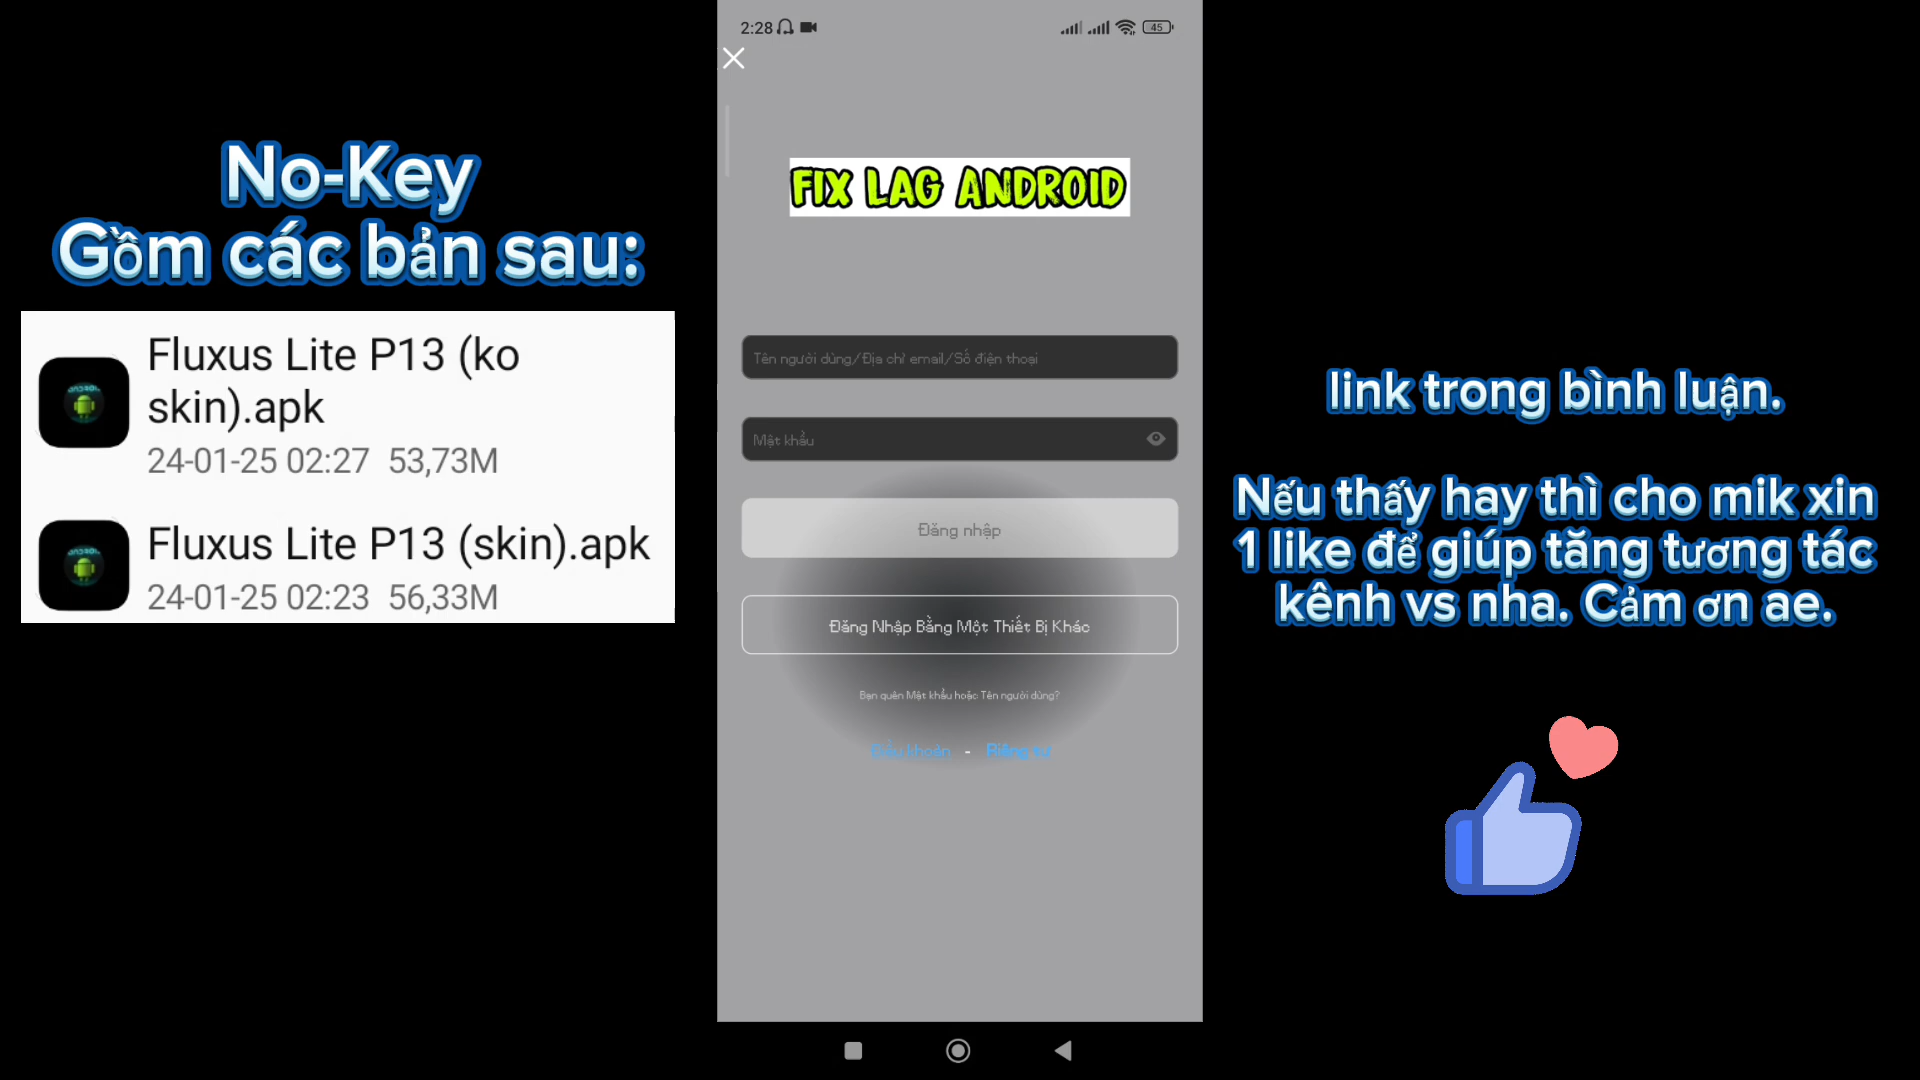 No-Key
Gồm các bản sau:
Fluxus Lite P13 (ko
skin).apk
24-01-25 02:27 53,73M
Fluxus Lite P13 (skin).apk
24-01-25 02:23 56,33M
2:28
45
FIX LAG ANDROID
Tên người dùng/Địa chỉ email/Số điện thoại
Mật khẩu
Đăng nhập
Đăng Nhập Bằng Một Thiết Bị Khác
Bạn quên Mật khẩu hoặc Tên người dùng?
Điều khoản - Riêng tư
link trong bình luận.
Nếu thấy hay thì cho mik xin
1 like để giúp tăng tương tác
kênh vs nha. Cảm ơn ae.